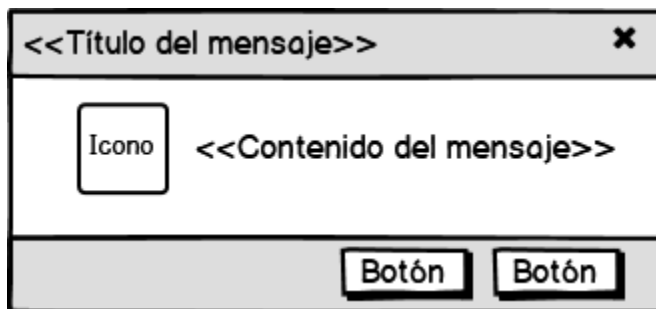 <<Título del mensaje>>
Icono
<<Contenido del mensaje>>
Botón Botón